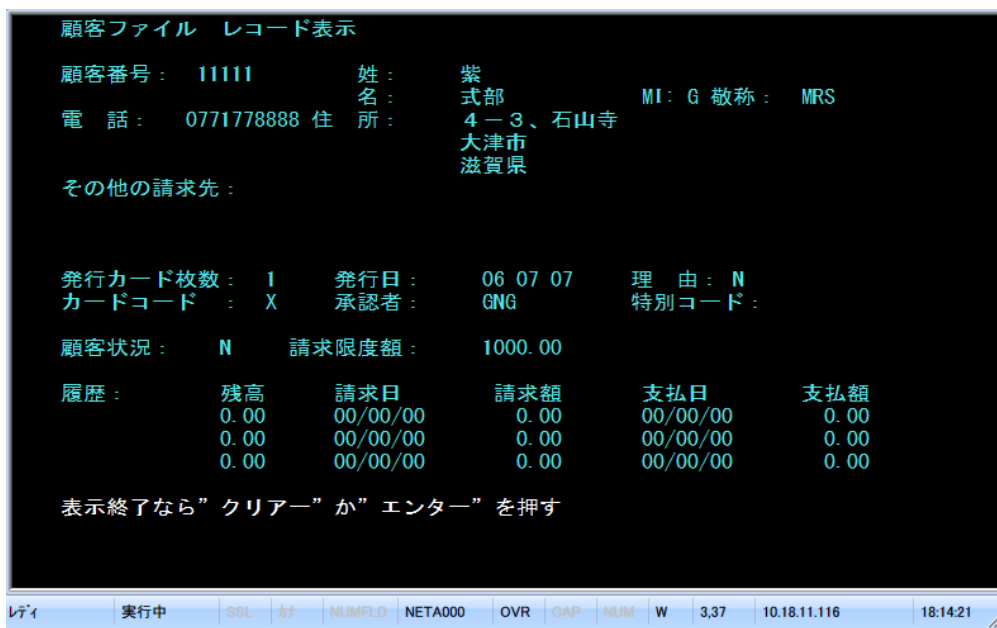 顧客ファイル レコード表示
顧客番号： 11111 姓： 紫
名： 式部 MI: G 敬称： MRS
電 話： 0771778888 住 所： ４－３、石山寺
大津市
滋賀県
その他の請求先：
発行カード枚数： 1 発行日： 06 07 07 理 由： N
カードコード ： X 承認者： GNG 特別コード：
顧客状況： N 請求限度額： 1000.00
履歴： 残高 請求日 請求額 支払日 支払額
0.00 00/00/00 0.00 00/00/00 0.00
0.00 00/00/00 0.00 00/00/00 0.00
0.00 00/00/00 0.00 00/00/00 0.00
表示終了なら”クリアー”か”エンター”を押す
ﾚﾃﾞｨ 実行中 SSL ｶﾅ NUMFLD NETA000 OVR CAP NUM W 3,37 10.18.11.116 18:14:21